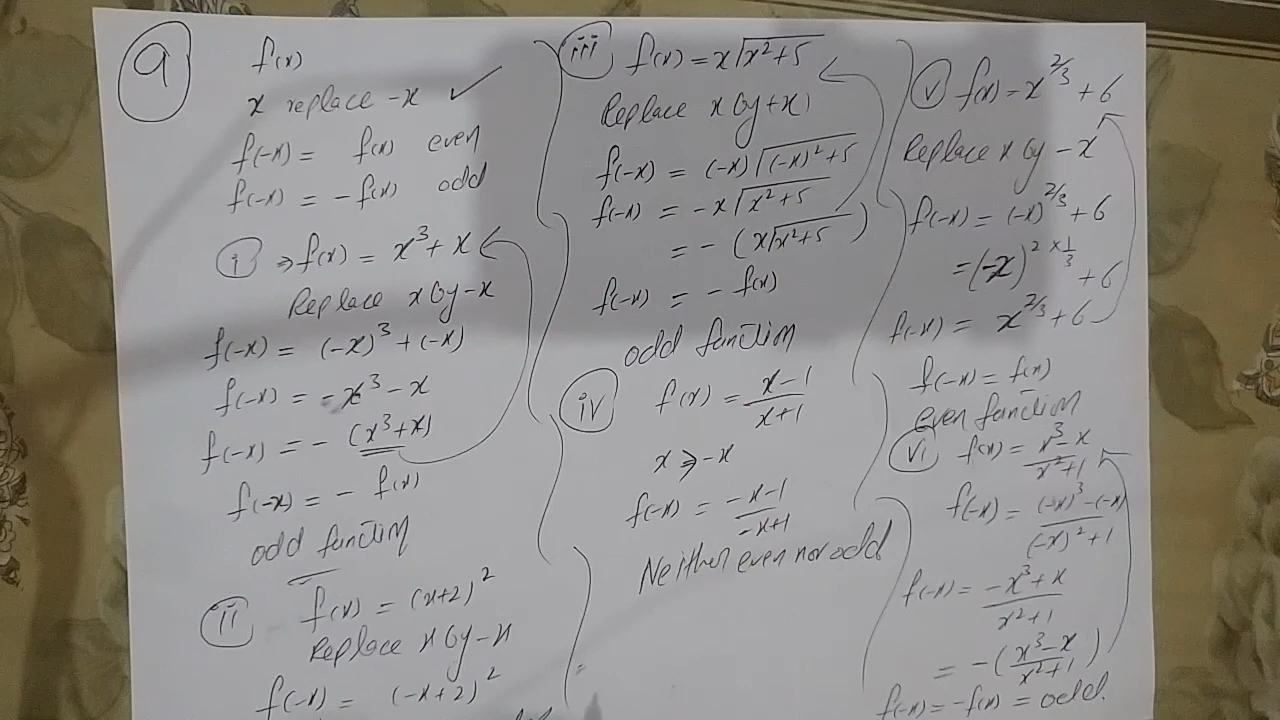 9
f(x)
x replace -x ✓
f(-x) = f(x) even
f(-x) = -f(x) odd
i ⇒ f(x) = x³ + x
Replace x by -x
f(-x) = (-x)³ + (-x)
f(-x) = -x³ - x
f(-x) = - (x³+x)
f(-x) = - f(x)
odd function
ii f(x) = (x+2)²
Replace x by -x
f(-x) = (-x+2)²
iii f(x) = x√x²+5
Replace x by +x
f(-x) = (-x)√(-x)²+5
f(-x) = -x√x²+5
= - (x√x²+5)
f(-x) = - f(x)
odd function
iv f(x) = x-1/x+1
x ⇒ -x
f(-x) = -x-1/-x+1
Neither even nor odd
v f(x) = x^2/3 + 6
Replace x by -x
f(-x) = (-x)^2/3 + 6
= (-x)^2×1/3 + 6
f(-x) = x^2/3 + 6
f(-x) = f(x)
even function
vi f(x) = x³-x/x²+1
f(-x) = (-x)³-(-x)/(-x)²+1
f(-x) = -x³+x/x²+1
= -(x³-x/x²+1)
f(-x) = -f(x) = odd.